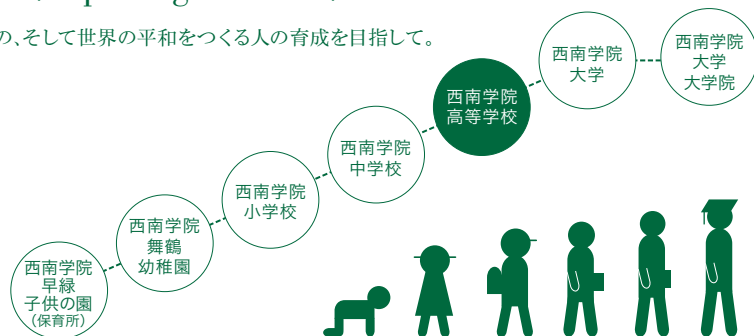 の、そして世界の平和をつくる人の育成を目指して。
西南学院
早緑
子供の園
（保育所）
西南学院
舞鶴
幼稚園
西南学院
小学校
西南学院
中学校
西南学院
高等学校
西南学院
大学
西南学院
大学
大学院